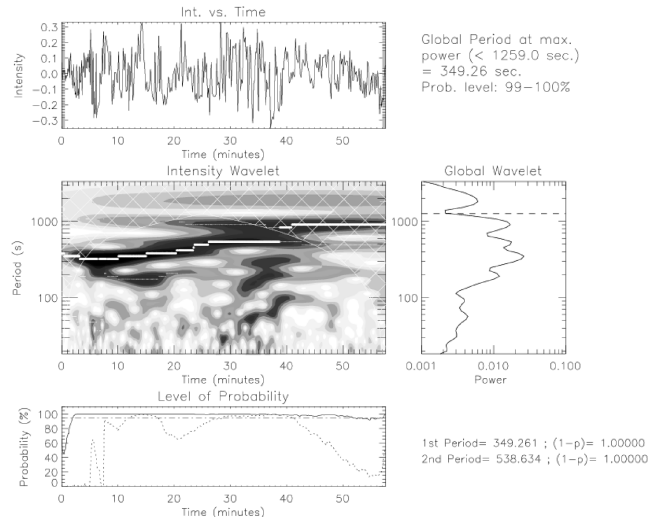 Int. vs. Time
0.3
0.2
0.1
0.0
−0.1
−0.2
−0.3
Intensity
0 10 20 30 40 50
Time (minutes)
Global Period at max.
power (< 1259.0 sec.)
= 349.26 sec.
Prob. level: 99−100%
Intensity Wavelet
1000
100
Period (s)
0 10 20 30 40 50
Time (minutes)
Global Wavelet
0.001 0.010 0.100
Power
Level of Probability
100
80
60
40
20
0
Probability (%)
0 10 20 30 40 50
Time (minutes)
1st Period= 349.261 ; (1−p)= 1.00000
2nd Period= 538.634 ; (1−p)= 1.00000